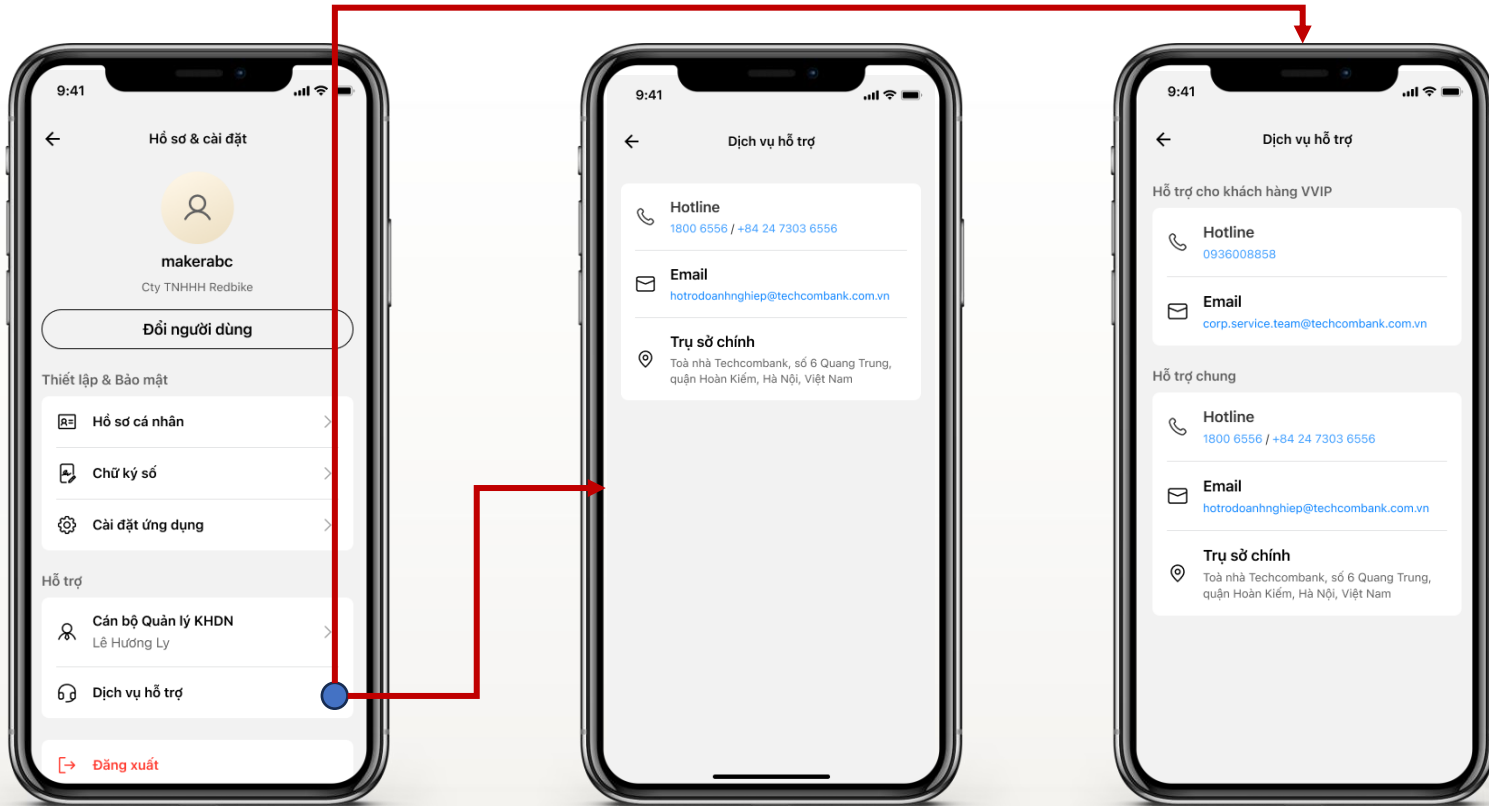 9:41
Hồ sơ & cài đặt
makerabc
Cty TNHHH Redbike
Đổi người dùng
Thiết lập & Bảo mật
Hồ sơ cá nhân
Chữ ký số
Cài đặt ứng dụng
Hỗ trợ
Cán bộ Quản lý KHDN
Lê Hương Ly
Dịch vụ hỗ trợ
Đăng xuất
9:41
Dịch vụ hỗ trợ
Hotline
1800 6556 / +84 24 7303 6556
Email
hotrodoanhnghiep@techcombank.com.vn
Trụ sở chính
Toà nhà Techcombank, số 6 Quang Trung,
quận Hoàn Kiếm, Hà Nội, Việt Nam
9:41
Dịch vụ hỗ trợ
Hỗ trợ cho khách hàng VVIP
Hotline
0936008858
Email
corp.service.team@techcombank.com.vn
Hỗ trợ chung
Hotline
1800 6556 / +84 24 7303 6556
Email
hotrodoanhnghiep@techcombank.com.vn
Trụ sở chính
Toà nhà Techcombank, số 6 Quang Trung,
quận Hoàn Kiếm, Hà Nội, Việt Nam